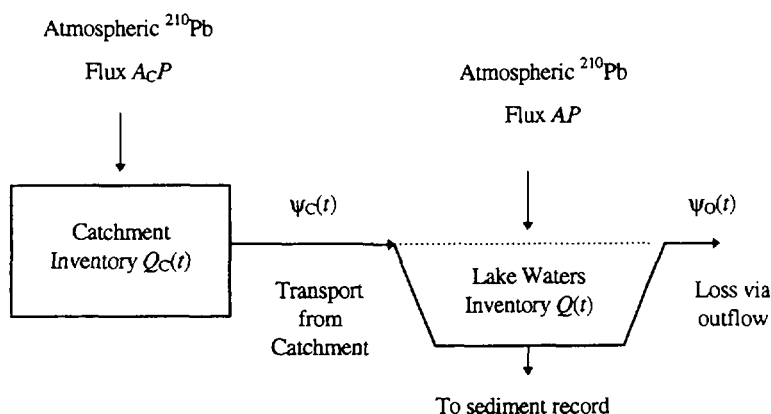 Atmospheric ²¹⁰Pb
Flux A_CP
Atmospheric ²¹⁰Pb
Flux AP
Catchment
Inventory Q_C(t)
ψ_C(t)
Transport
from
Catchment
Lake Waters
Inventory Q(t)
ψ_O(t)
Loss via
outflow
To sediment record